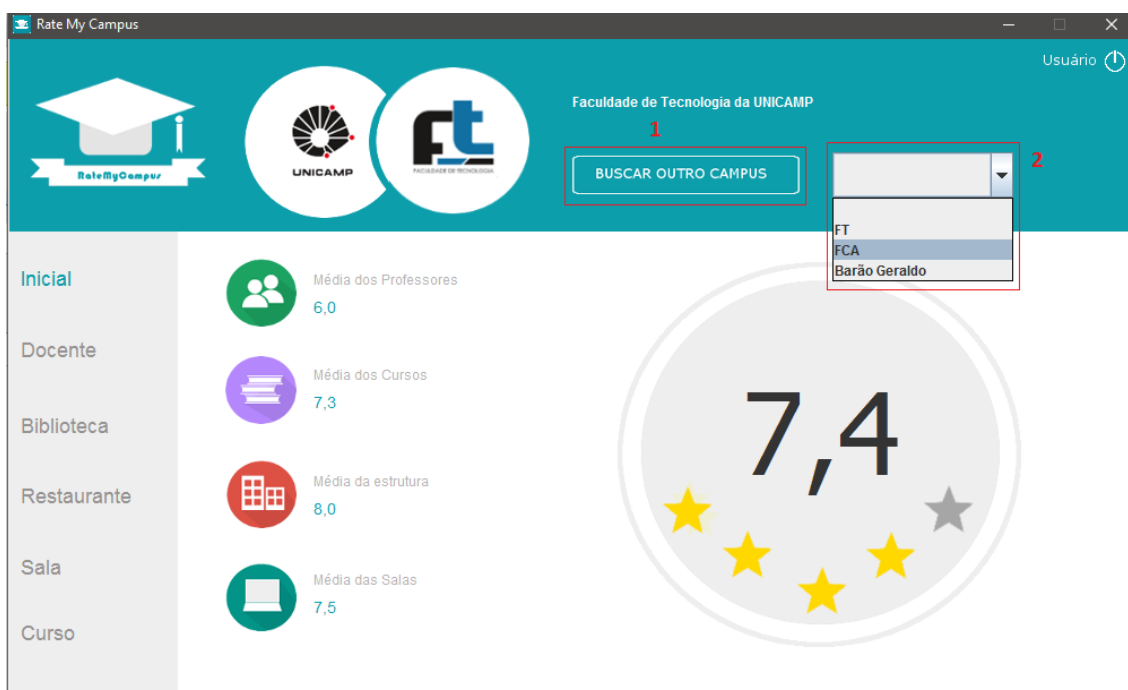 Rate My Campus
Usuário
RateMyCampus
UNICAMP
Ft
FACULDADE DE TECNOLOGIA
Faculdade de Tecnologia da UNICAMP
1
BUSCAR OUTRO CAMPUS
2
FT
FCA
Barão Geraldo
Inicial
Docente
Biblioteca
Restaurante
Sala
Curso
Média dos Professores
6,0
Média dos Cursos
7,3
Média da estrutura
8,0
Média das Salas
7,5
7,4